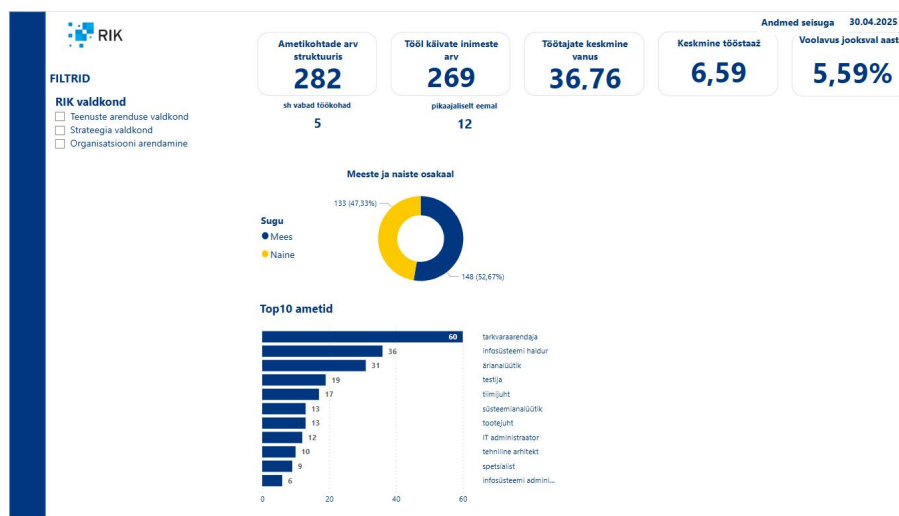 RIK
Andmed seisuga 30.04.2025
Ametikohtade arv
struktuuris
282
sh vabad töökohad
5
Tööl käivate inimeste
arv
269
pikaajaliselt eemal
12
Töötajate keskmine
vanus
36,76
Keskmine tööstaaž
6,59
Voolavus jooksval aast
5,59%
FILTRID
RIK valdkond
Teenuste arenduse valdkond
Strateegia valdkond
Organisatsiooni arendamine
Meeste ja naiste osakaal
133 (47,33%)
Sugu
Mees
Naine
148 (52,67%)
Top10 ametid
60 tarkvaraarendaja
36 infosüsteemi haldur
31 ärianalüütik
19 testija
17 tiimijuht
13 süsteemianalüütik
13 tootejuht
12 IT administraator
10 tehniline arhitekt
9 spetsialist
6 infosüsteemi admini...
0 20 40 60